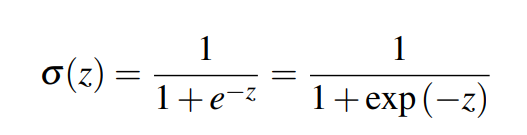 σ(z) = 1 / (1 + e^{−z}) = 1 / (1 + exp (−z))